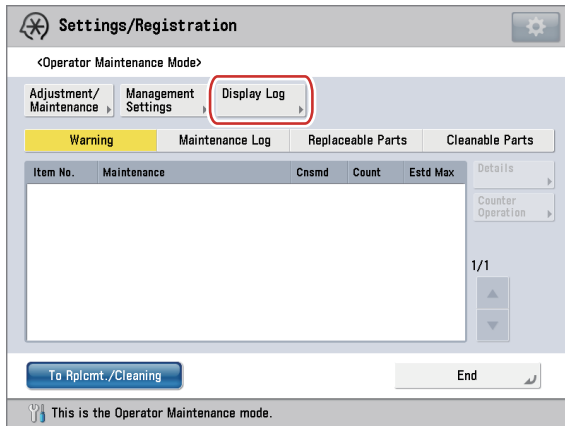 Settings/Registration
<Operator Maintenance Mode>
Adjustment/
Maintenance
Management
Settings
Display Log
Warning
Maintenance Log
Replaceable Parts
Cleanable Parts
Item No.
Maintenance
Cnsmd
Count
Estd Max
Details
Counter
Operation
1/1
To Rplcmt./Cleaning
End
This is the Operator Maintenance mode.